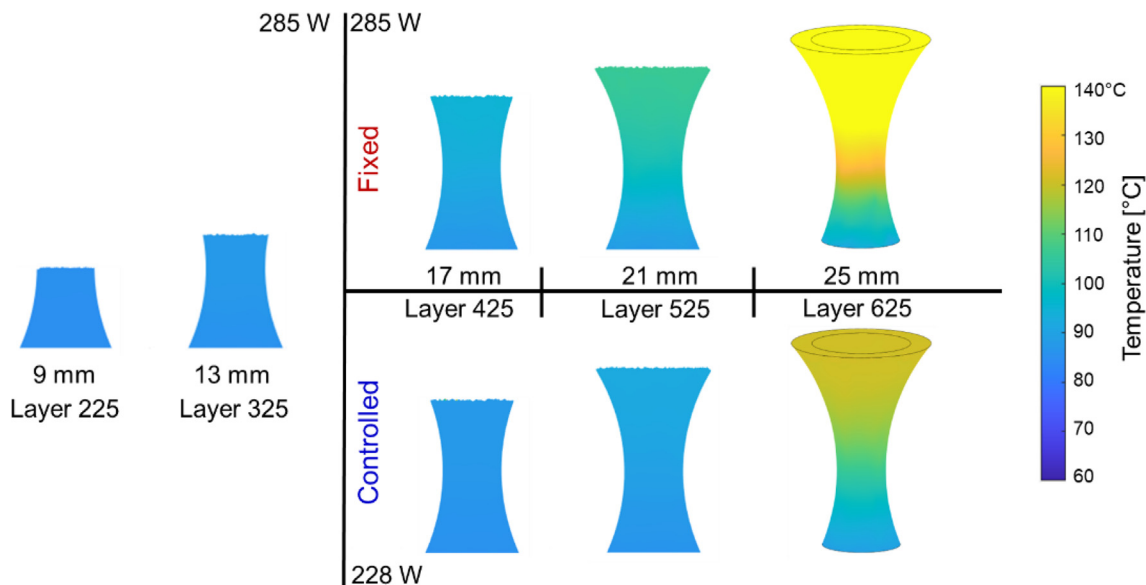 285 W
285 W
Fixed
17 mm
21 mm
25 mm
Layer 425
Layer 525
Layer 625
9 mm
Layer 225
13 mm
Layer 325
Controlled
228 W
140°C
130
120
110
100
90
80
70
60
Temperature [°C]